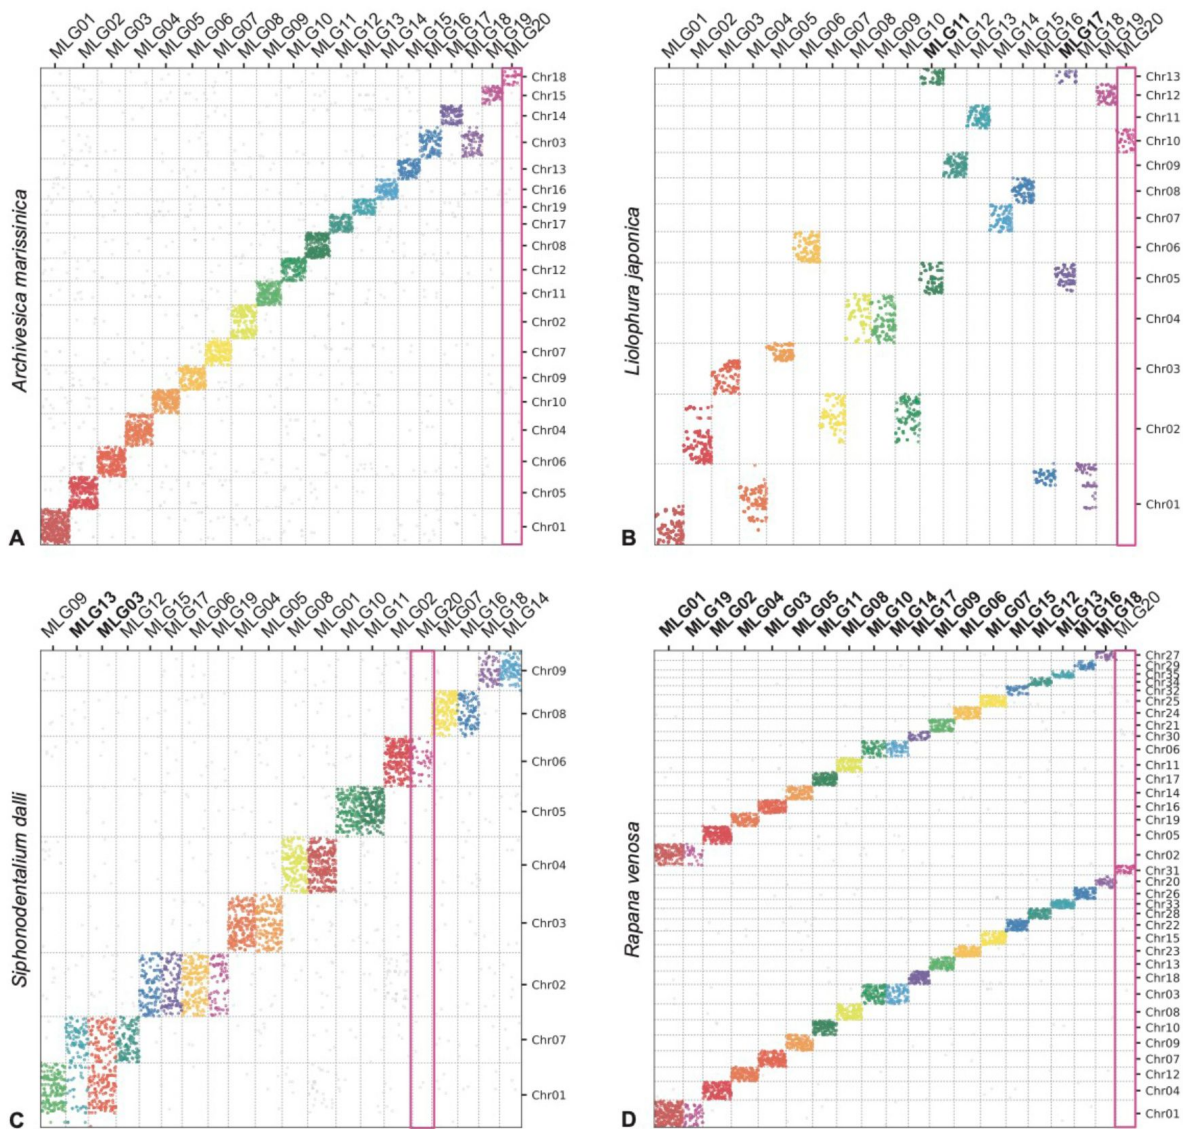 MLG01 MLG02 MLG03 MLG04 MLG05 MLG06 MLG07 MLG08 MLG09 MLG10 MLG11 MLG12 MLG13 MLG14 MLG15 MLG16 MLG17 MLG18 MLG19 MLG20
Chr18
Chr15
Chr14
Chr03
Chr13
Chr16
Chr19
Chr17
Chr08
Chr12
Chr11
Chr02
Chr07
Chr09
Chr10
Chr04
Chr06
Chr05
Chr01
Archivesica marissinica
A
MLG01 MLG02 MLG03 MLG04 MLG05 MLG06 MLG07 MLG08 MLG09 MLG10 MLG11 MLG12 MLG13 MLG14 MLG15 MLG16 MLG17 MLG18 MLG19 MLG20
Chr13
Chr12
Chr11
Chr10
Chr09
Chr08
Chr07
Chr06
Chr05
Chr04
Chr03
Chr02
Chr01
Liolophura japonica
B
MLG09 MLG13 MLG03 MLG12 MLG15 MLG17 MLG06 MLG19 MLG04 MLG05 MLG08 MLG01 MLG10 MLG11 MLG02 MLG20 MLG07 MLG16 MLG18 MLG14
Chr09
Chr08
Chr06
Chr05
Chr04
Chr03
Chr02
Chr07
Chr01
Siphonodentalium dalli
C
MLG01 MLG19 MLG02 MLG04 MLG03 MLG05 MLG11 MLG08 MLG10 MLG14 MLG17 MLG09 MLG06 MLG07 MLG15 MLG12 MLG13 MLG16 MLG18 MLG20
Chr27
Chr29
Chr35
Chr34
Chr32
Chr25
Chr24
Chr21
Chr30
Chr06
Chr11
Chr17
Chr14
Chr16
Chr19
Chr05
Chr02
Chr31
Chr20
Chr26
Chr33
Chr28
Chr22
Chr15
Chr23
Chr13
Chr18
Chr03
Chr08
Chr10
Chr09
Chr07
Chr12
Chr04
Chr01
Rapana venosa
D